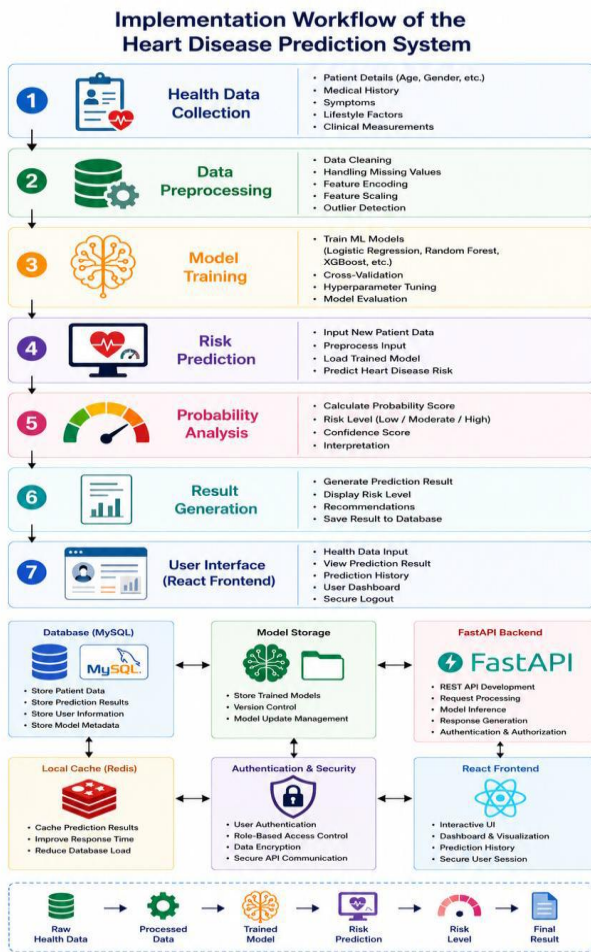 Implementation Workflow of the
Heart Disease Prediction System
1
Health Data
Collection
• Patient Details (Age, Gender, etc.)
• Medical History
• Symptoms
• Lifestyle Factors
• Clinical Measurements
2
Data
Preprocessing
• Data Cleaning
• Handling Missing Values
• Feature Encoding
• Feature Scaling
• Outlier Detection
3
Model
Training
• Train ML Models
(Logistic Regression, Random Forest,
XGBoost, etc.)
• Cross-Validation
• Hyperparameter Tuning
• Model Evaluation
4
Risk
Prediction
• Input New Patient Data
• Preprocess Input
• Load Trained Model
• Predict Heart Disease Risk
5
Probability
Analysis
• Calculate Probability Score
• Risk Level (Low / Moderate / High)
• Confidence Score
• Interpretation
6
Result
Generation
• Generate Prediction Result
• Display Risk Level
• Recommendations
• Save Result to Database
7
User Interface
(React Frontend)
• Health Data Input
• View Prediction Result
• Prediction History
• User Dashboard
• Secure Logout
Database (MySQL)
MySQL.
• Store Patient Data
• Store Prediction Results
• Store User Information
• Store Model Metadata
Model Storage
• Store Trained Models
• Version Control
• Model Update Management
FastAPI Backend
FastAPI
• REST API Development
• Request Processing
• Model Inference
• Response Generation
• Authentication & Authorization
Local Cache (Redis)
• Cache Prediction Results
• Improve Response Time
• Reduce Database Load
Authentication & Security
• User Authentication
• Role-Based Access Control
• Data Encryption
• Secure API Communication
React Frontend
• Interactive UI
• Dashboard & Visualization
• Prediction History
• Secure User Session
Raw
Health Data
Processed
Data
Trained
Model
Risk
Prediction
Risk
Level
Final
Result